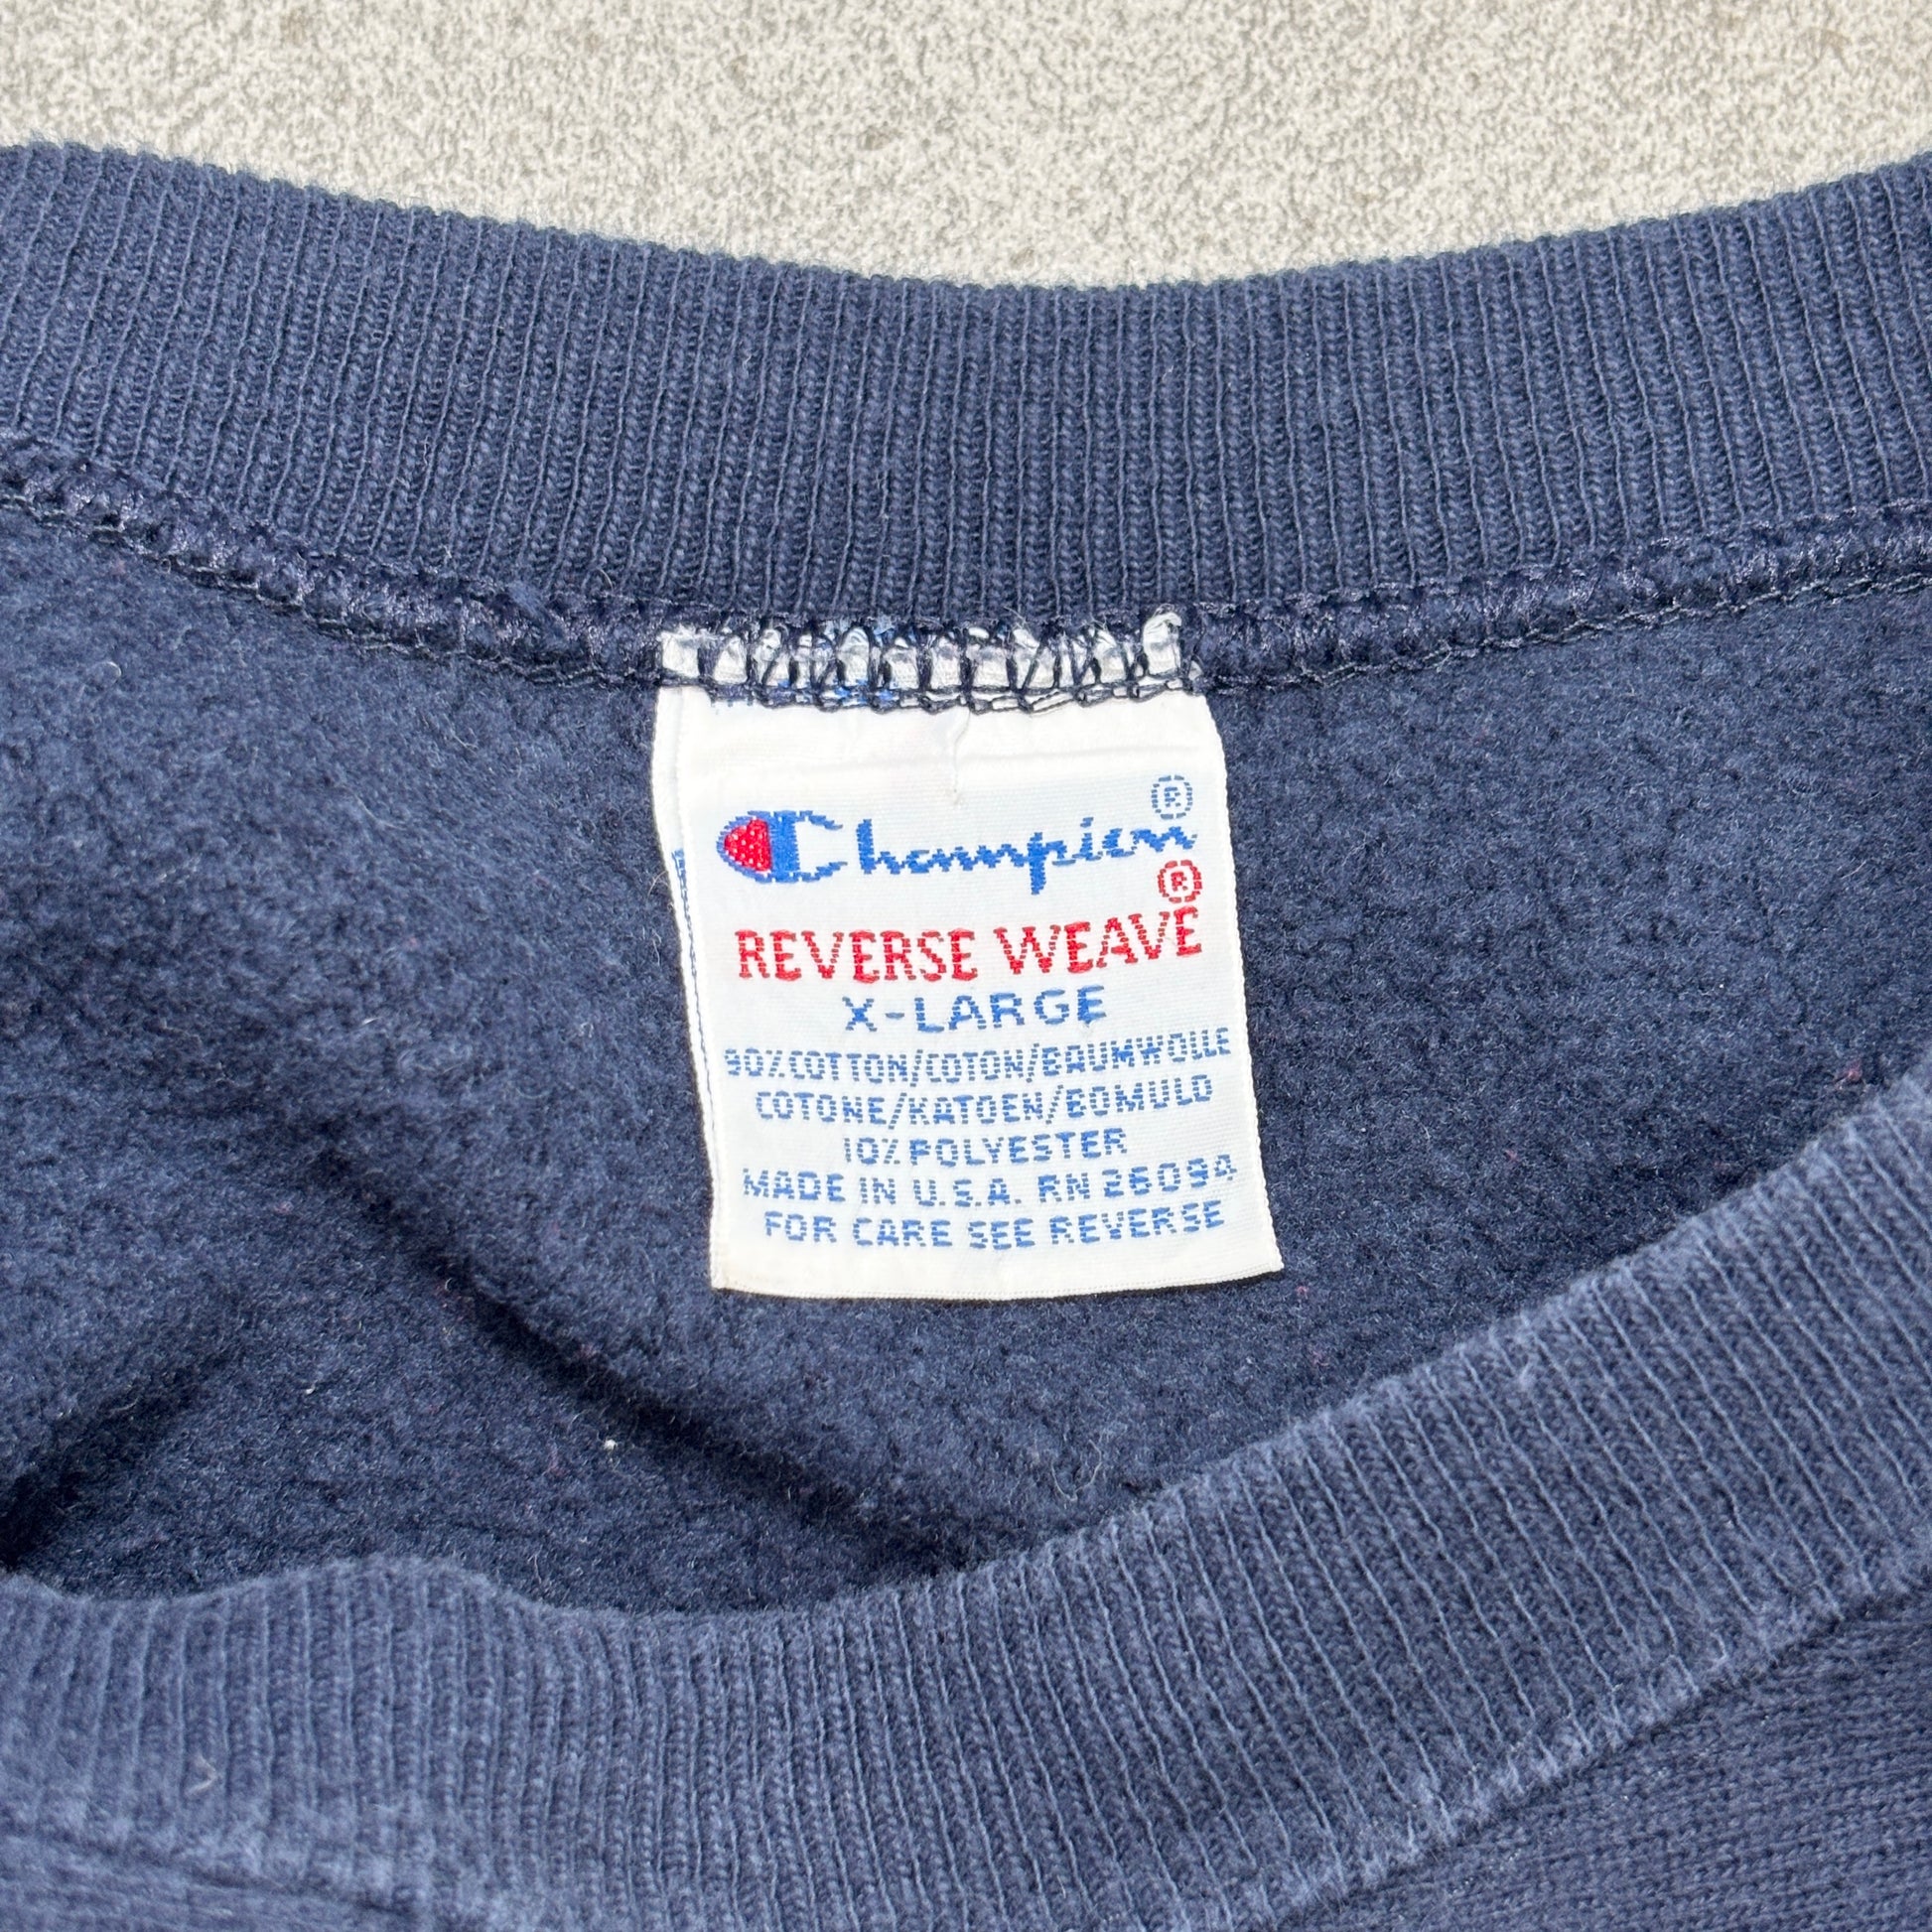 Champion®
REVERSE WEAVE®
X-LARGE
90% COTTON/COTON/BAUMWOLLE
COTONE/KATOEN/BOMULD
10% POLYESTER
MADE IN U.S.A. RN 26094
FOR CARE SEE REVERSE